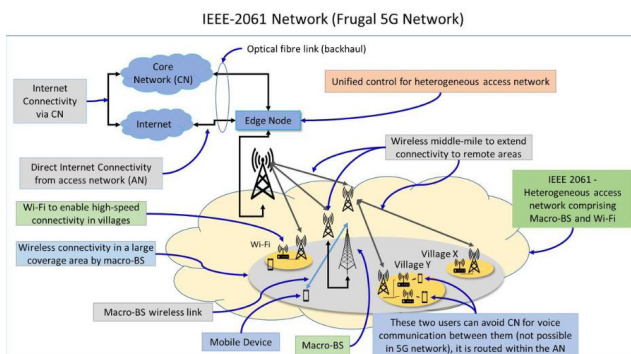 IEEE-2061 Network (Frugal 5G Network)
Optical fibre link (backhaul)
Core
Network (CN)
Internet
Connectivity
via CN
Internet
Edge Node
Unified control for heterogeneous access network
Direct Internet Connectivity
from access network (AN)
Wireless middle-mile to extend
connectivity to remote areas
IEEE 2061 -
Heterogeneous access
network comprising
Macro-BS and Wi-Fi
Wi-Fi to enable high-speed
connectivity in villages
Wireless connectivity in a large
coverage area by macro-BS
Wi-Fi
Village X
Village Y
Macro-BS wireless link
Mobile Device
Macro-BS
These two users can avoid CN for voice
communication between them (not possible
in 5G network), it is routed within the AN